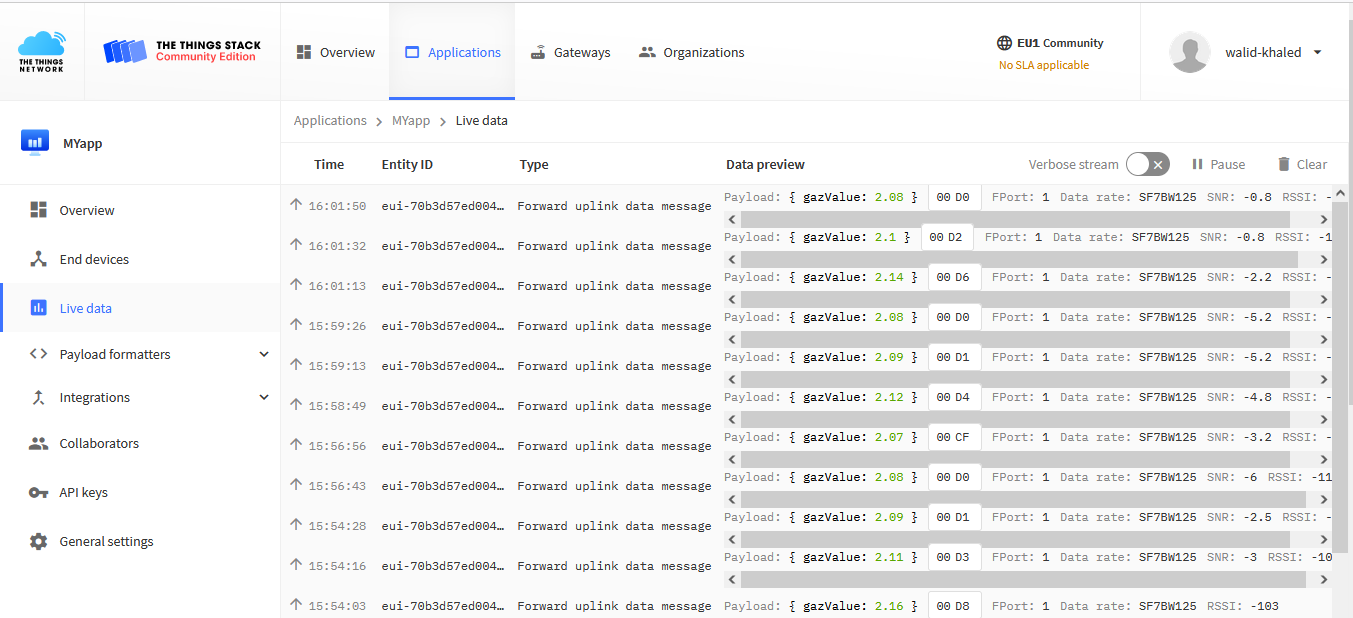 THE THINGS NETWORK
THE THINGS STACK
Community Edition
Overview
Applications
Gateways
Organizations
EU1 Community
No SLA applicable
walid-khaled
MYapp
Overview
End devices
Live data
Payload formatters
Integrations
Collaborators
API keys
General settings
Applications > MYapp > Live data
Time Entity ID Type Data preview Verbose stream Pause Clear
16:01:50 eui-70b3d57ed004… Forward uplink data message Payload: { gazValue: 2.08 } 00 D0 FPort: 1 Data rate: SF7BW125 SNR: -0.8 RSSI: -
16:01:32 eui-70b3d57ed004… Forward uplink data message Payload: { gazValue: 2.1 } 00 D2 FPort: 1 Data rate: SF7BW125 SNR: -0.8 RSSI: -1
16:01:13 eui-70b3d57ed004… Forward uplink data message Payload: { gazValue: 2.14 } 00 D6 FPort: 1 Data rate: SF7BW125 SNR: -2.2 RSSI: -
15:59:26 eui-70b3d57ed004… Forward uplink data message Payload: { gazValue: 2.08 } 00 D0 FPort: 1 Data rate: SF7BW125 SNR: -5.2 RSSI: -
15:59:13 eui-70b3d57ed004… Forward uplink data message Payload: { gazValue: 2.09 } 00 D1 FPort: 1 Data rate: SF7BW125 SNR: -5.2 RSSI: -
15:58:49 eui-70b3d57ed004… Forward uplink data message Payload: { gazValue: 2.12 } 00 D4 FPort: 1 Data rate: SF7BW125 SNR: -4.8 RSSI: -
15:56:56 eui-70b3d57ed004… Forward uplink data message Payload: { gazValue: 2.07 } 00 CF FPort: 1 Data rate: SF7BW125 SNR: -3.2 RSSI: -
15:56:43 eui-70b3d57ed004… Forward uplink data message Payload: { gazValue: 2.08 } 00 D0 FPort: 1 Data rate: SF7BW125 SNR: -6 RSSI: -11
15:54:28 eui-70b3d57ed004… Forward uplink data message Payload: { gazValue: 2.09 } 00 D1 FPort: 1 Data rate: SF7BW125 SNR: -2.5 RSSI: -
15:54:16 eui-70b3d57ed004… Forward uplink data message Payload: { gazValue: 2.11 } 00 D3 FPort: 1 Data rate: SF7BW125 SNR: -3 RSSI: -10
15:54:03 eui-70b3d57ed004… Forward uplink data message Payload: { gazValue: 2.16 } 00 D8 FPort: 1 Data rate: SF7BW125 RSSI: -103